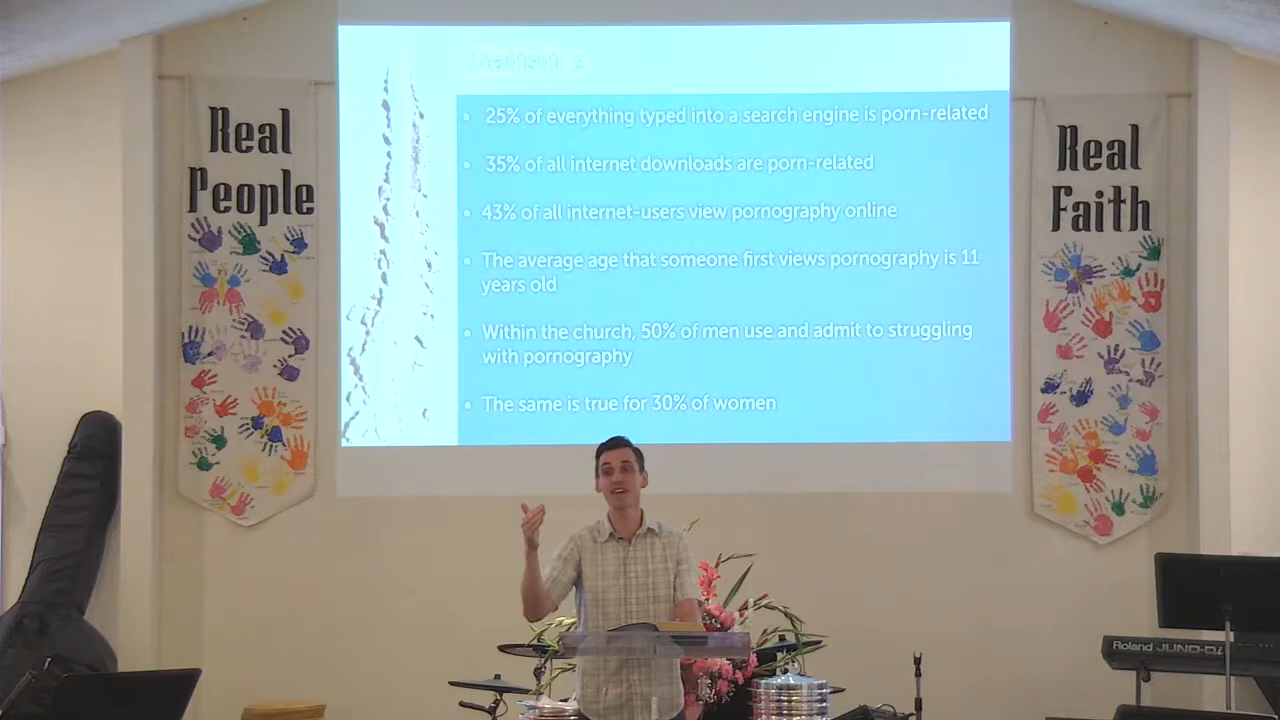 Real
People
• 25% of everything typed into a search engine is porn-related
• 35% of all internet downloads are porn-related
• 43% of all internet-users view pornography online
• The average age that someone first views pornography is 11
years old
• Within the church, 50% of men use and admit to struggling
with pornography
• The same is true for 30% of women
Real
Faith
Roland JUNO-D